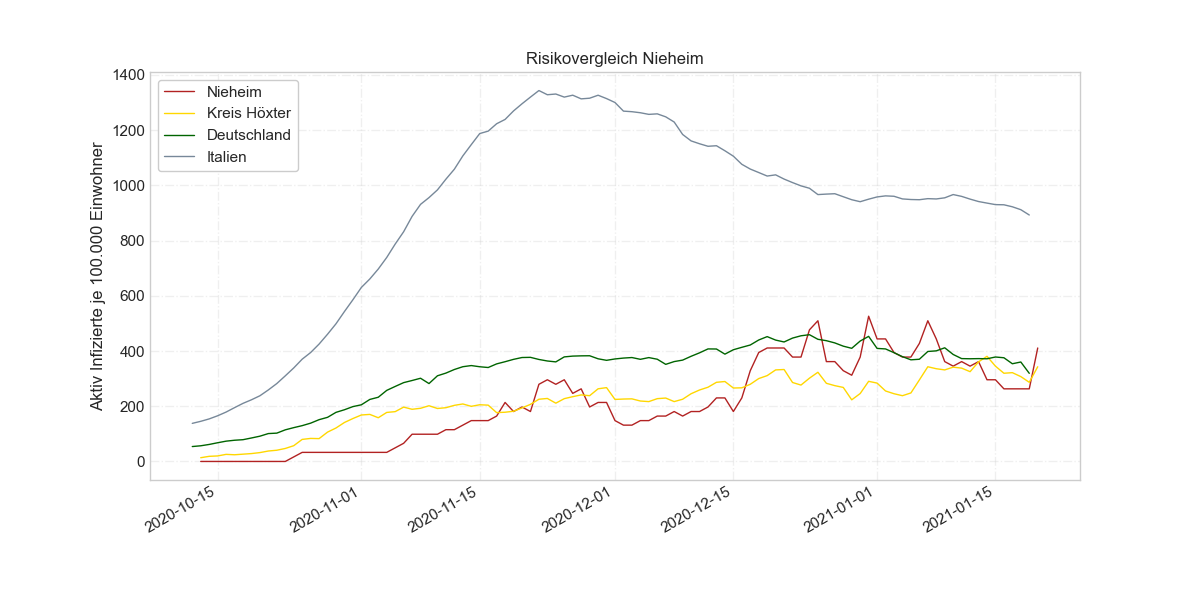 Risikovergleich Nieheim
Aktiv Infizierte je 100.000 Einwohner
1400
1200
1000
800
600
400
200
0
Nieheim
Kreis Höxter
Deutschland
Italien
2020-10-15
2020-11-01
2020-11-15
2020-12-01
2020-12-15
2021-01-01
2021-01-15